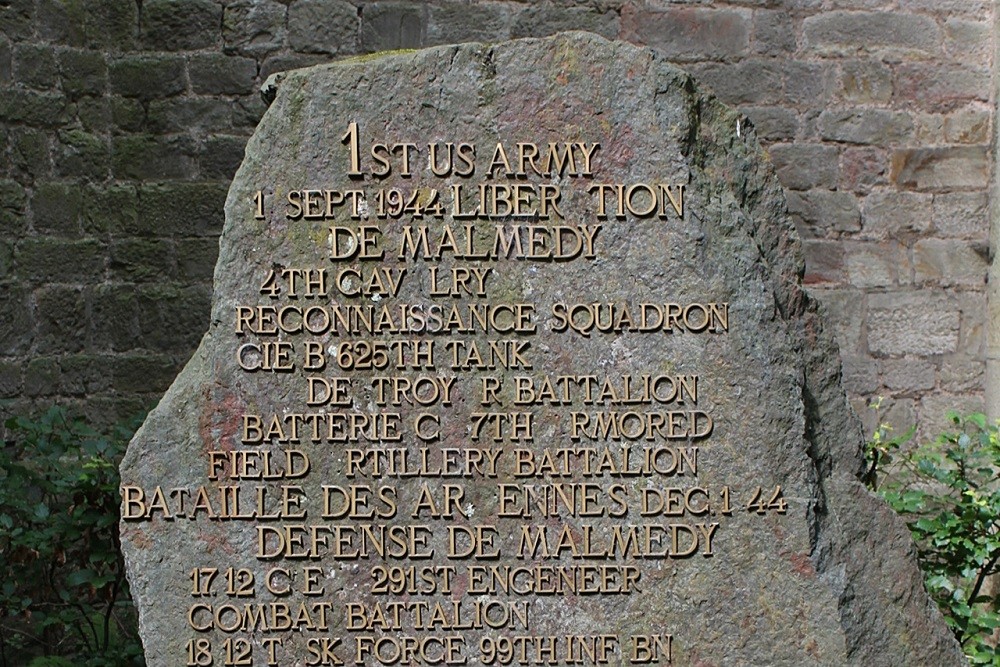 1ST US ARMY
1 SEPT 1944 LIBER TION
DE MALMEDY
4TH CAV LRY
RECONNAISSANCE SQUADRON
CIE B 625TH TANK
DE TROY R BATTALION
BATTERIE C 7TH RMORED
FIELD RTILLERY BATTALION
BATAILLE DES AR ENNES DEC 1 44
DEFENSE DE MALMEDY
17.12 C'E 291ST ENGENEER
COMBAT BATTALION
18.12 T SK FORCE 99TH INF BN